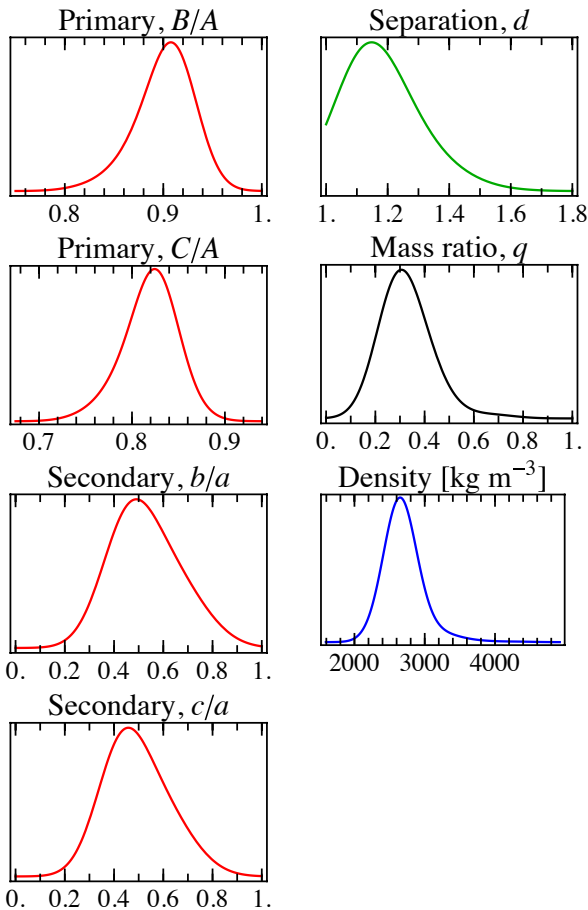 Primary, B/A
0.8 0.9 1.
Separation, d
1. 1.2 1.4 1.6 1.8
Primary, C/A
0.7 0.8 0.9
Mass ratio, q
0. 0.2 0.4 0.6 0.8 1.
Secondary, b/a
0. 0.2 0.4 0.6 0.8 1.
Density [kg m⁻³]
2000 3000 4000
Secondary, c/a
0. 0.2 0.4 0.6 0.8 1.